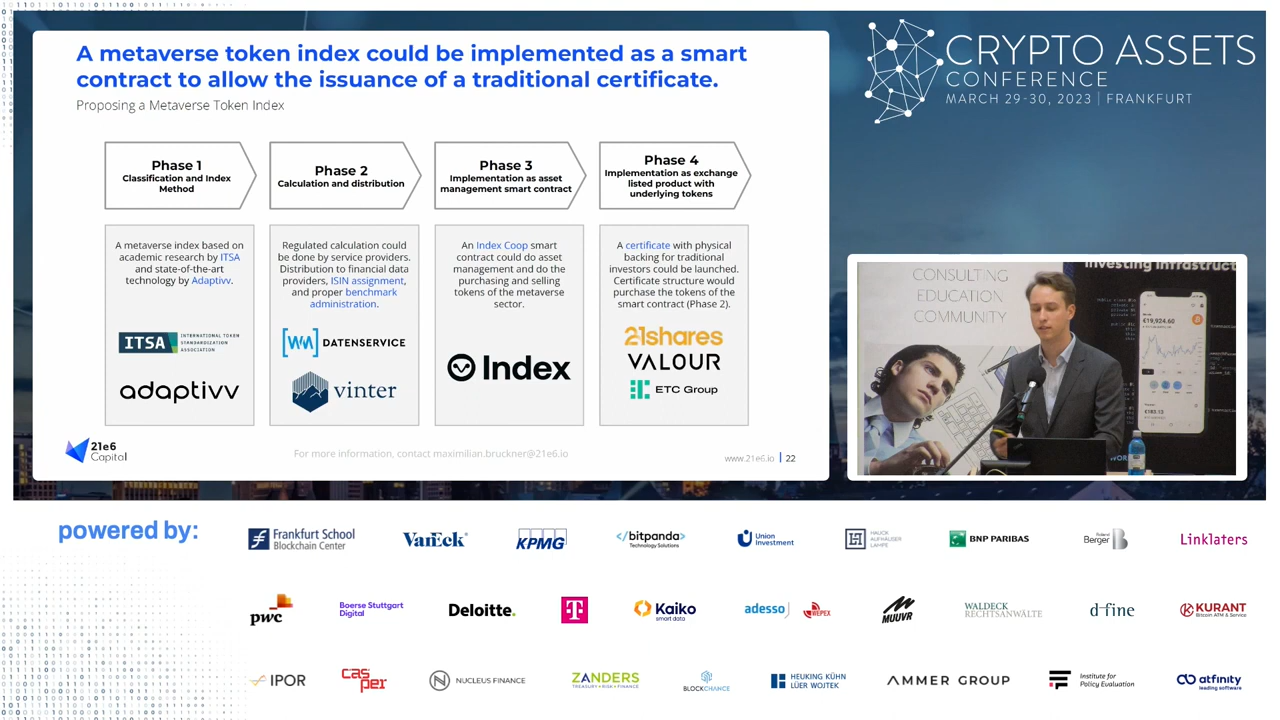 A metaverse token index could be implemented as a smart
contract to allow the issuance of a traditional certificate.
Proposing a Metaverse Token Index
Phase 1
Classification and Index
Method
Phase 2
Calculation and distribution
Phase 3
Implementation as asset
management smart contract
Phase 4
Implementation as exchange
listed product with
underlying tokens
A metaverse index based on
academic research by ITSA
and state-of-the-art
technology by Adaptivv.
ITSA
INTERNATIONAL TOKEN
STANDARDIZATION
ASSOCIATION
adaptivv
Regulated calculation could
be done by service providers.
Distribution to financial data
providers, ISIN assignment,
and proper benchmark
administration.
WM DATENSERVICE
vinter
An Index Coop smart
contract could do asset
management and do the
purchasing and selling
tokens of the metaverse
sector.
Index
A certificate with physical
backing for traditional
investors could be launched.
Certificate structure would
purchase the tokens of the
smart contract (Phase 2).
21shares
VALOUR
ETC Group
21e6
Capital
For more information, contact maximilian.bruckner@21e6.io
www.21e6.io | 22
CRYPTO ASSETS
CONFERENCE
MARCH 29-30, 2023 | FRANKFURT
CONSULTING
EDUCATION
COMMUNITY
Investing Infrastruct
€19,924.60
€183.12
powered by:
Frankfurt School
Blockchain Center
VanEck
KPMG
</bitpanda>
Technology Solutions
Union
Investment
HAUCK
AUFHÄUSER
LAMPE
BNP PARIBAS
Roland
Berger B
Linklaters
pwc
Boerse Stuttgart
Digital
Deloitte.
T
Kaiko
smart data
adesso
WEPEX
MUUVR
WALDECK
RECHTSANWÄLTE
d-fine
KURANT
Bitcoin ATM & Service
IPOR
cas
per
NUCLEUS FINANCE
ZANDERS
TREASURY • RISK • FINANCE
BLOCKCHANCE
HEUKING KÜHN
LÜER WOJTEK
AMMER GROUP
Institute for
Policy Evaluation
atfinity
leading software